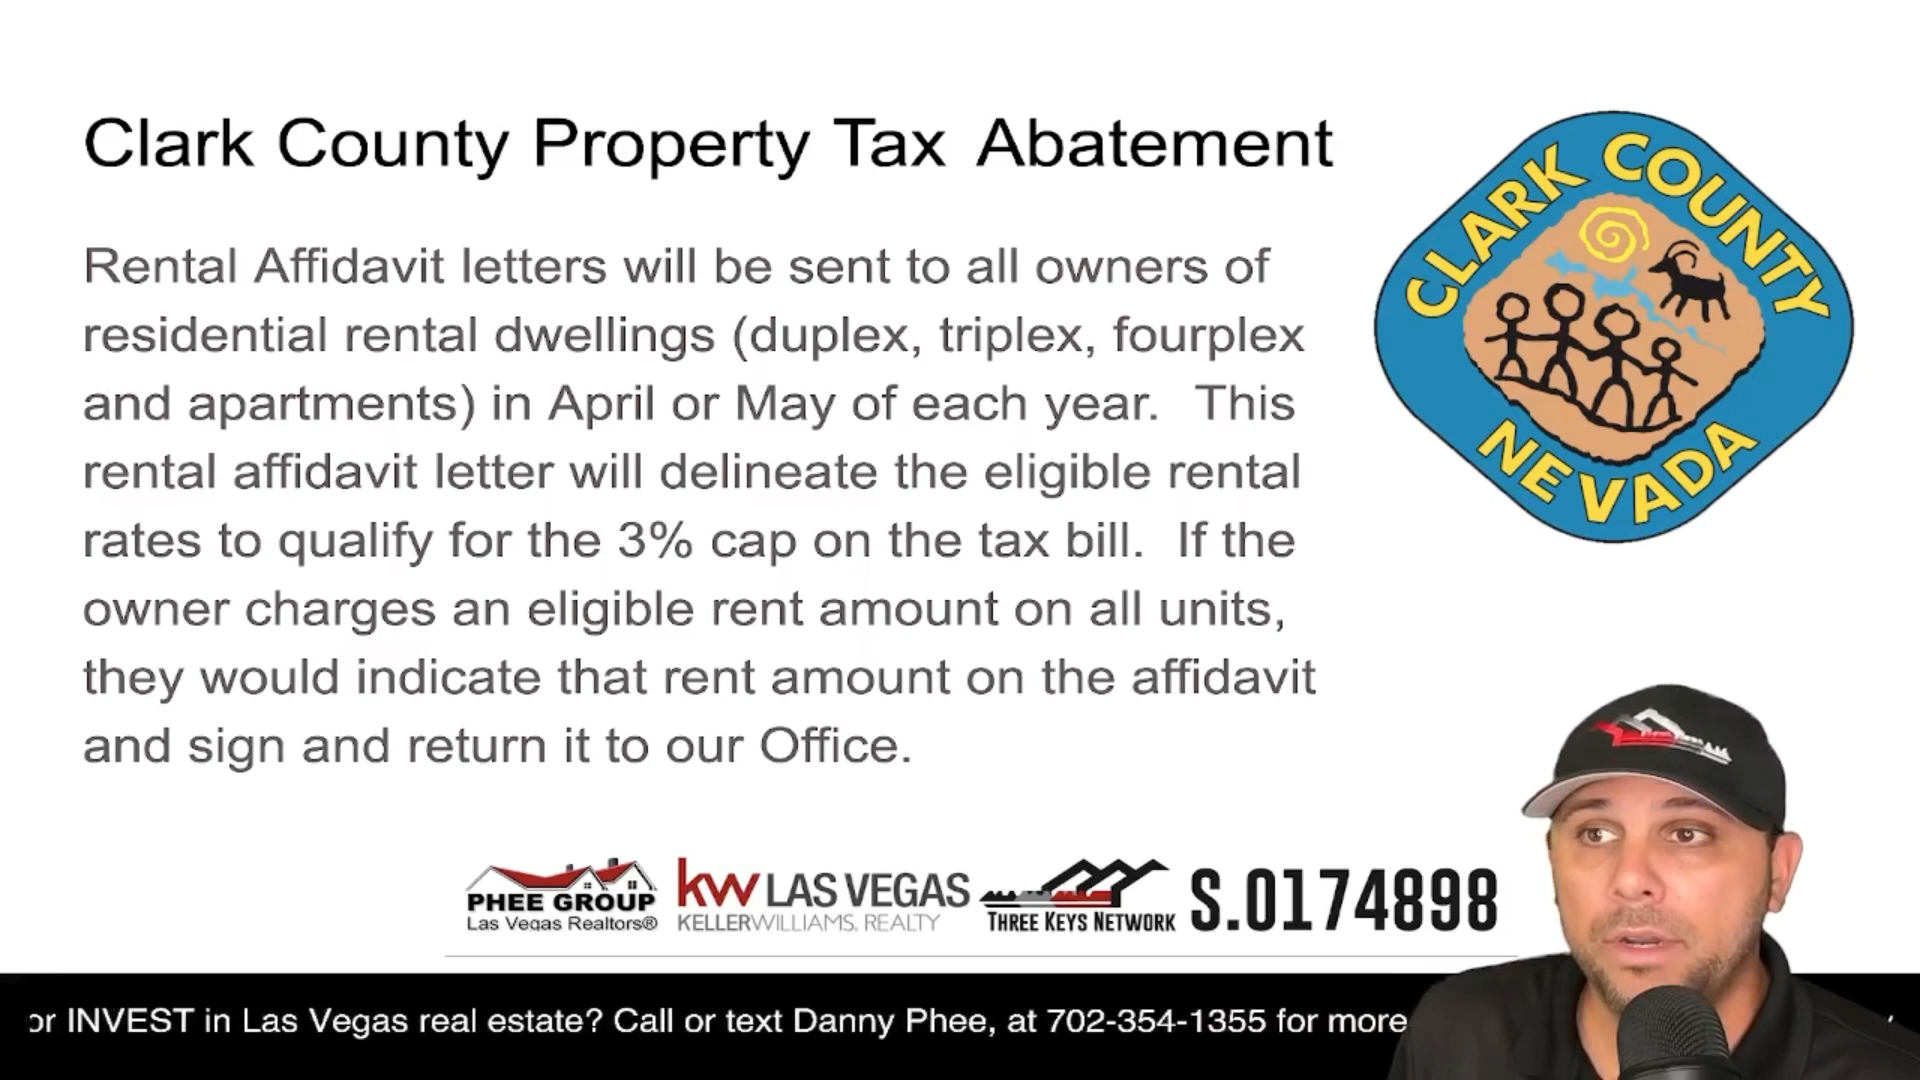 Clark County Property Tax Abatement
Rental Affidavit letters will be sent to all owners of
residential rental dwellings (duplex, triplex, fourplex
and apartments) in April or May of each year. This
rental affidavit letter will delineate the eligible rental
rates to qualify for the 3% cap on the tax bill. If the
owner charges an eligible rent amount on all units,
they would indicate that rent amount on the affidavit
and sign and return it to our Office.
CLARK COUNTY
NEVADA
PHEE GROUP
Las Vegas Realtors®
kw LAS VEGAS
KELLERWILLIAMS. REALTY
THREE KEYS NETWORK
S.0174898
or INVEST in Las Vegas real estate? Call or text Danny Phee, at 702-354-1355 for more